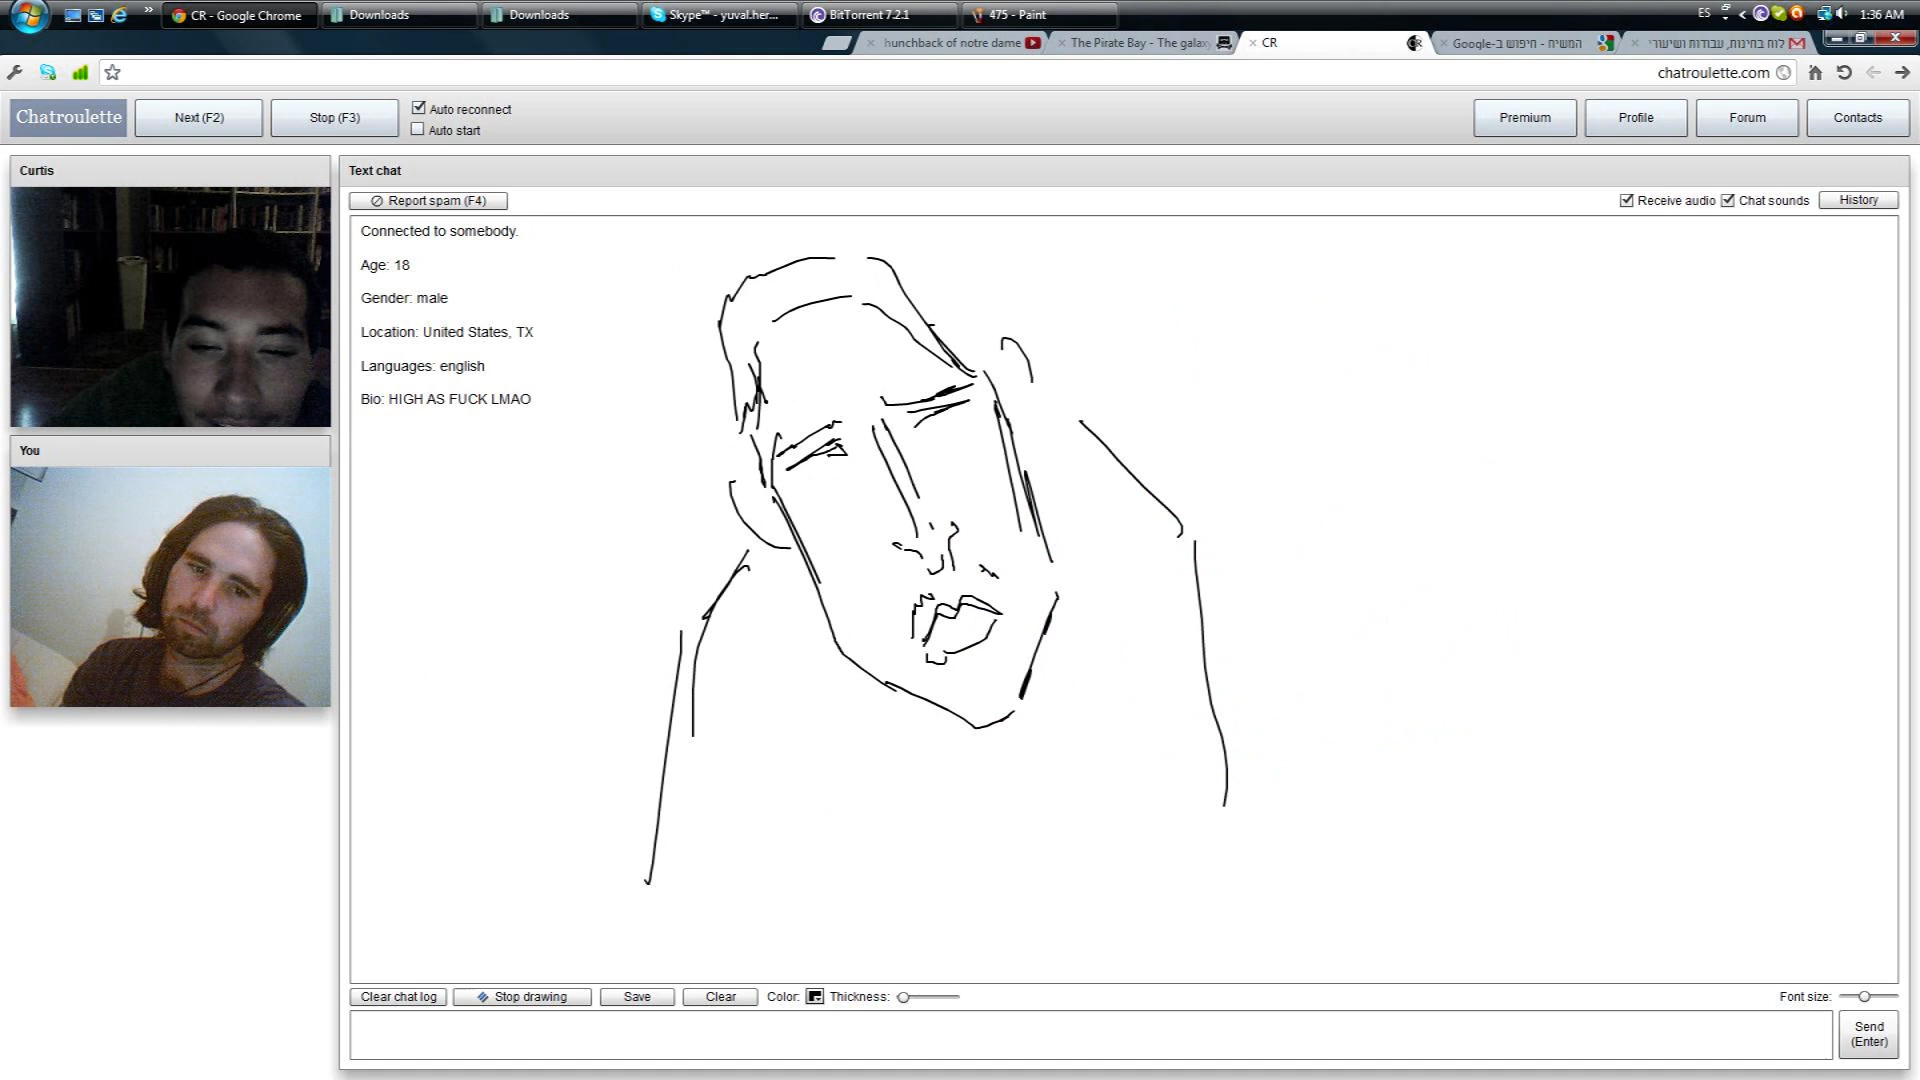 CR - Google Chrome
Downloads
Downloads
Skype™ - yuval.her...
BitTorrent 7.2.1
475 - Paint
ES
1:36 AM
hunchback of notre dame
The Pirate Bay - The galaxy
CR
המשיח - חיפוש ב-Google
לוח בחינות, עבודות ושיעורי
chatroulette.com
Chatroulette
Next (F2)
Stop (F3)
Auto reconnect
Auto start
Premium
Profile
Forum
Contacts
Curtis
You
Text chat
Report spam (F4)
Receive audio
Chat sounds
History
Connected to somebody.
Age: 18
Gender: male
Location: United States, TX
Languages: english
Bio: HIGH AS FUCK LMAO
Clear chat log
Stop drawing
Save
Clear
Color:
Thickness:
Font size:
Send
(Enter)